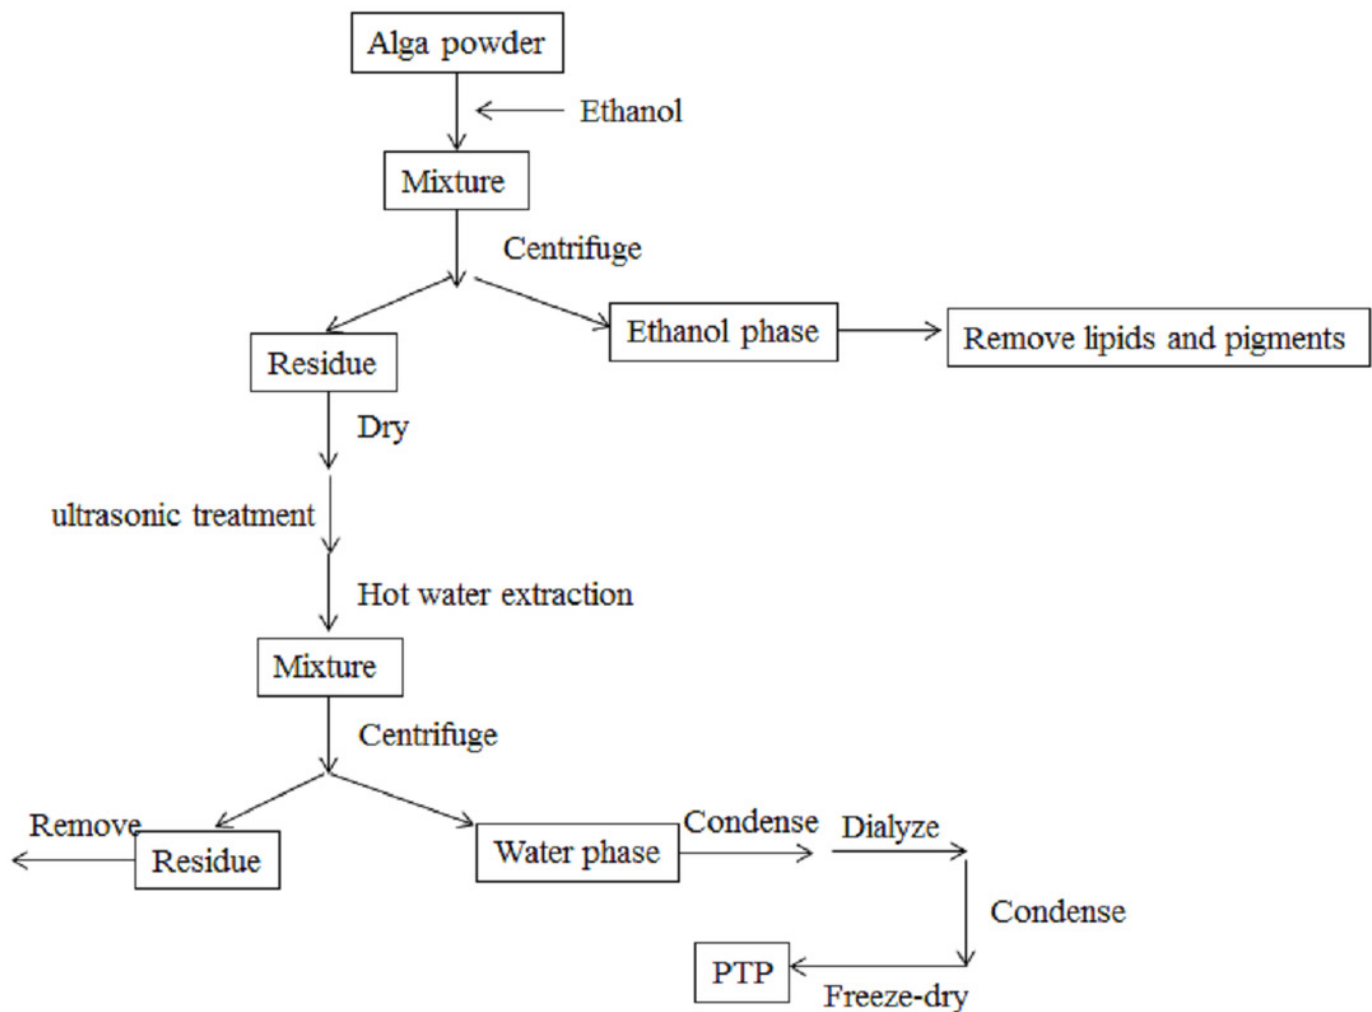 Alga powder
Ethanol
Mixture
Centrifuge
Ethanol phase
Remove lipids and pigments
Residue
Dry
ultrasonic treatment
Hot water extraction
Mixture
Centrifuge
Remove
Residue
Water phase
Condense
Dialyze
Condense
PTP
Freeze-dry